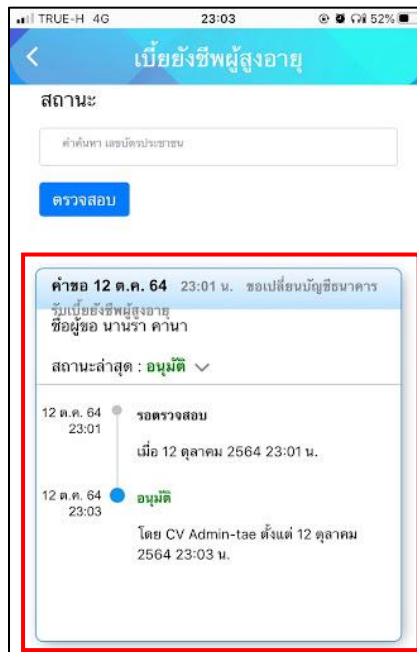 TRUE-H 4G 23:03 52%
เบี้ยยังชีพผู้สูงอายุ
สถานะ
คำค้นหา เลขบัตรประชาชน
ตรวจสอบ
คำขอ 12 ต.ค. 64 23:01 น. ขอเปลี่ยนบัญชีธนาคาร
รับเบี้ยยังชีพผู้สูงอายุ
ชื่อผู้ขอ นานรา คานา
สถานะล่าสุด : อนุมัติ
12 ต.ค. 64 รอตรวจสอบ
23:01
เมื่อ 12 ตุลาคม 2564 23:01 น.
12 ต.ค. 64 อนุมัติ
23:03
โดย CV Admin-tae ตั้งแต่ 12 ตุลาคม
2564 23:03 น.